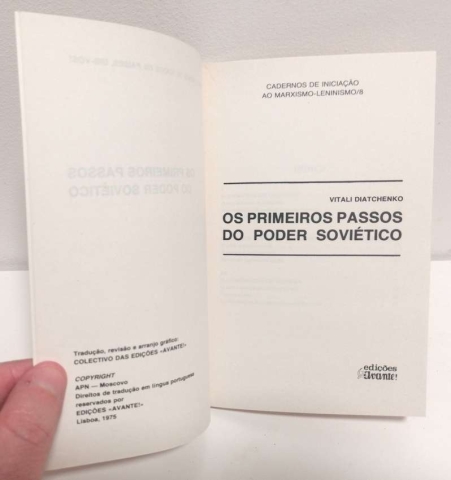 Tradução, revisão e arranjo gráfico:
COLECTIVO DAS EDIÇÕES «AVANTE!»
COPYRIGHT
APN — Moscovo
Direitos de tradução em língua portuguesa
reservados por
EDIÇÕES «AVANTE!»
Lisboa, 1975
CADERNOS DE INICIAÇÃO
AO MARXISMO-LENINISMO/8
VITALI DIATCHENKO
OS PRIMEIROS PASSOS
DO PODER SOVIÉTICO
edições
Avante!